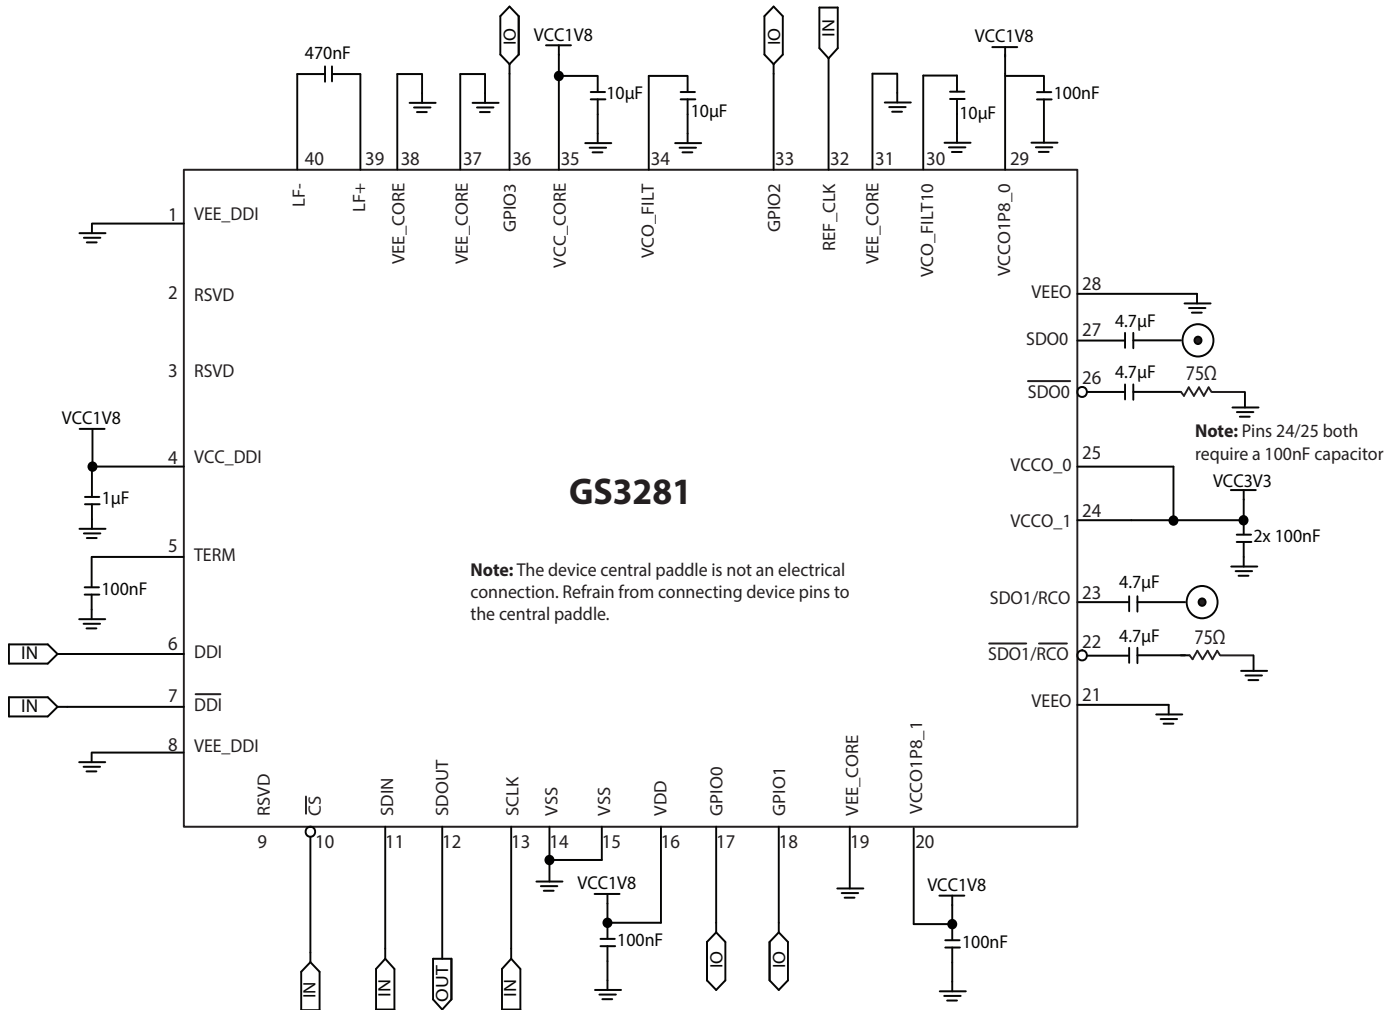 470nF
IO
VCC1V8
10µF
10µF
IO
IN
10µF
VCC1V8
100nF
40 39 38 37 36 35 34 33 32 31 30 29
LF-
LF+
VEE_CORE
VEE_CORE
GPIO3
VCC_CORE
VCO_FILT
GPIO2
REF_CLK
VEE_CORE
VCO_FILT10
VCCO1P8_0
1 VEE_DDI
2 RSVD
3 RSVD
VCC1V8
4 VCC_DDI
1µF
5 TERM
100nF
IN 6 DDI
IN 7 DDI
8 VEE_DDI
GS3281
Note: The device central paddle is not an electrical
connection. Refrain from connecting device pins to
the central paddle.
VEEO 28
SDO0 27 4.7µF
SDO0 26 4.7µF 75Ω
Note: Pins 24/25 both
require a 100nF capacitor
VCCO_0 25
VCC3V3
VCCO_1 24
2x 100nF
SDO1/RCO 23 4.7µF
SDO1/RCO 22 4.7µF 75Ω
VEEO 21
RSVD
CS
SDIN
SDOUT
SCLK
VSS
VSS
VDD
GPIO0
GPIO1
VEE_CORE
VCCO1P8_1
9 10 11 12 13 14 15 16 17 18 19 20
VCC1V8
100nF
VCC1V8
100nF
IN
IN
OUT
IN
IO
IO